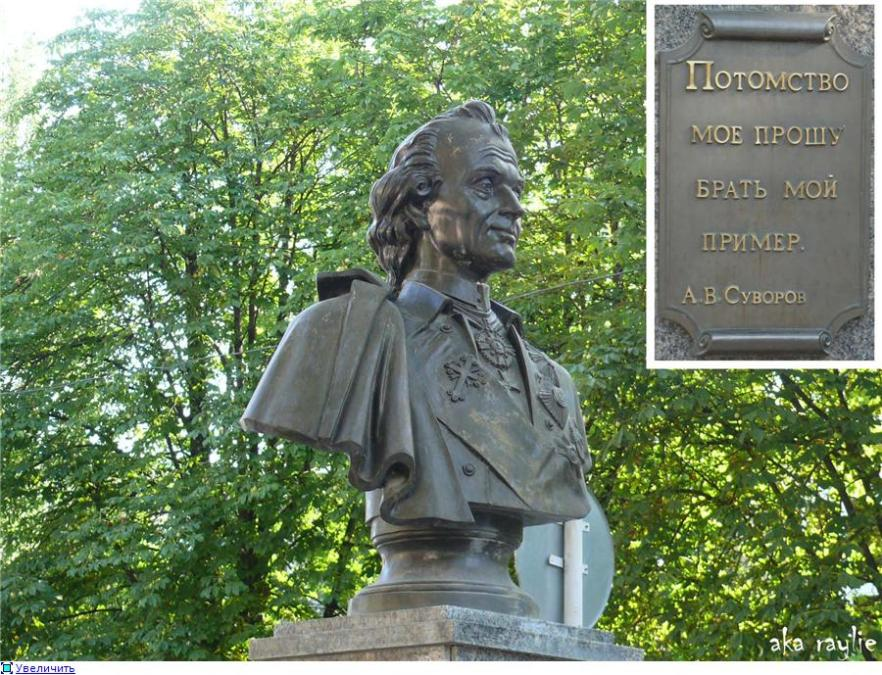 Потомство
мое прошу
брать мой
пример.
А.В.Суворов
aka raylie
Увеличить